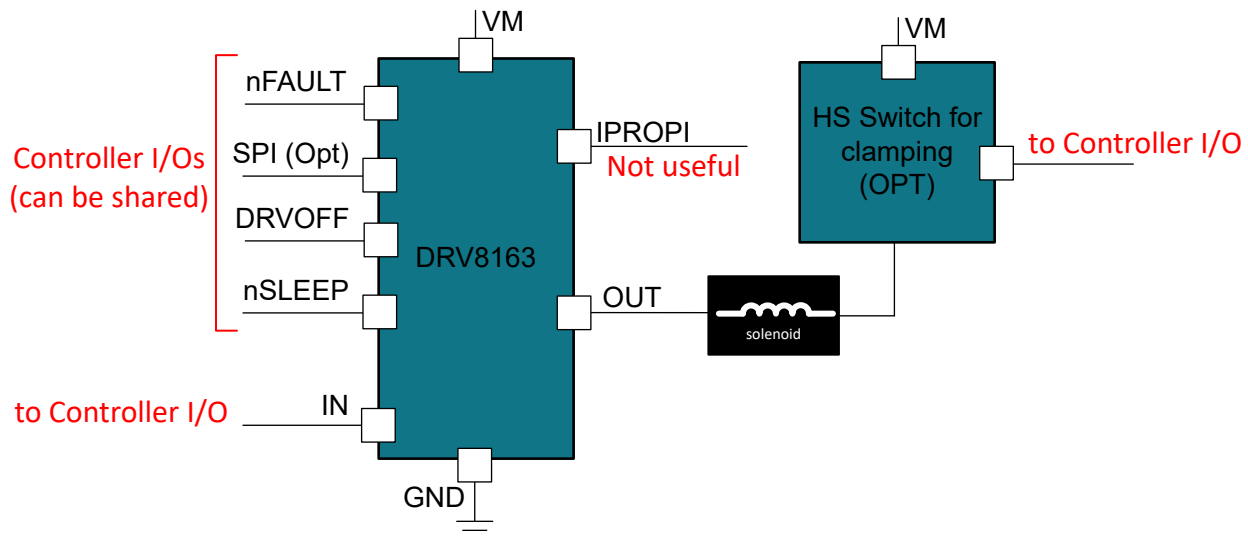 VM
nFAULT
SPI (Opt)
DRVOFF
nSLEEP
Controller I/Os
(can be shared)
to Controller I/O
IN
GND
DRV8163
IPROPI
Not useful
OUT
solenoid
VM
HS Switch for
clamping
(OPT)
to Controller I/O